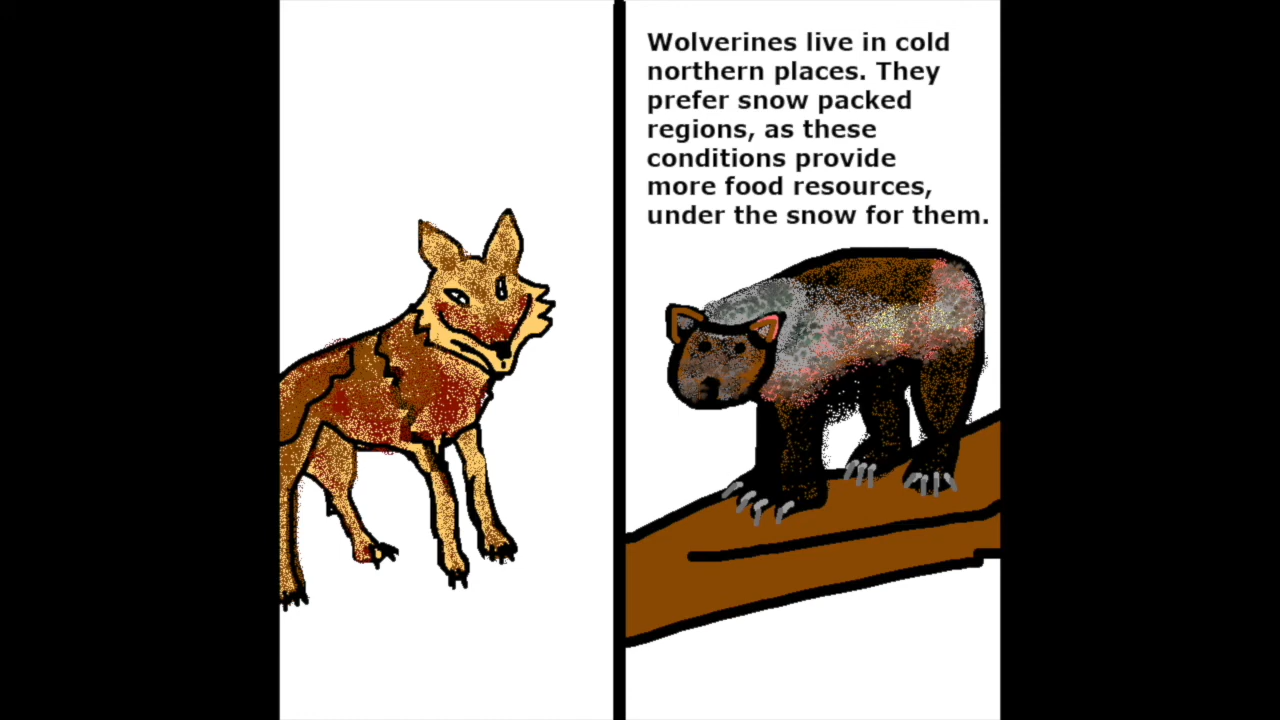 Wolverines live in cold
northern places. They
prefer snow packed
regions, as these
conditions provide
more food resources,
under the snow for them.